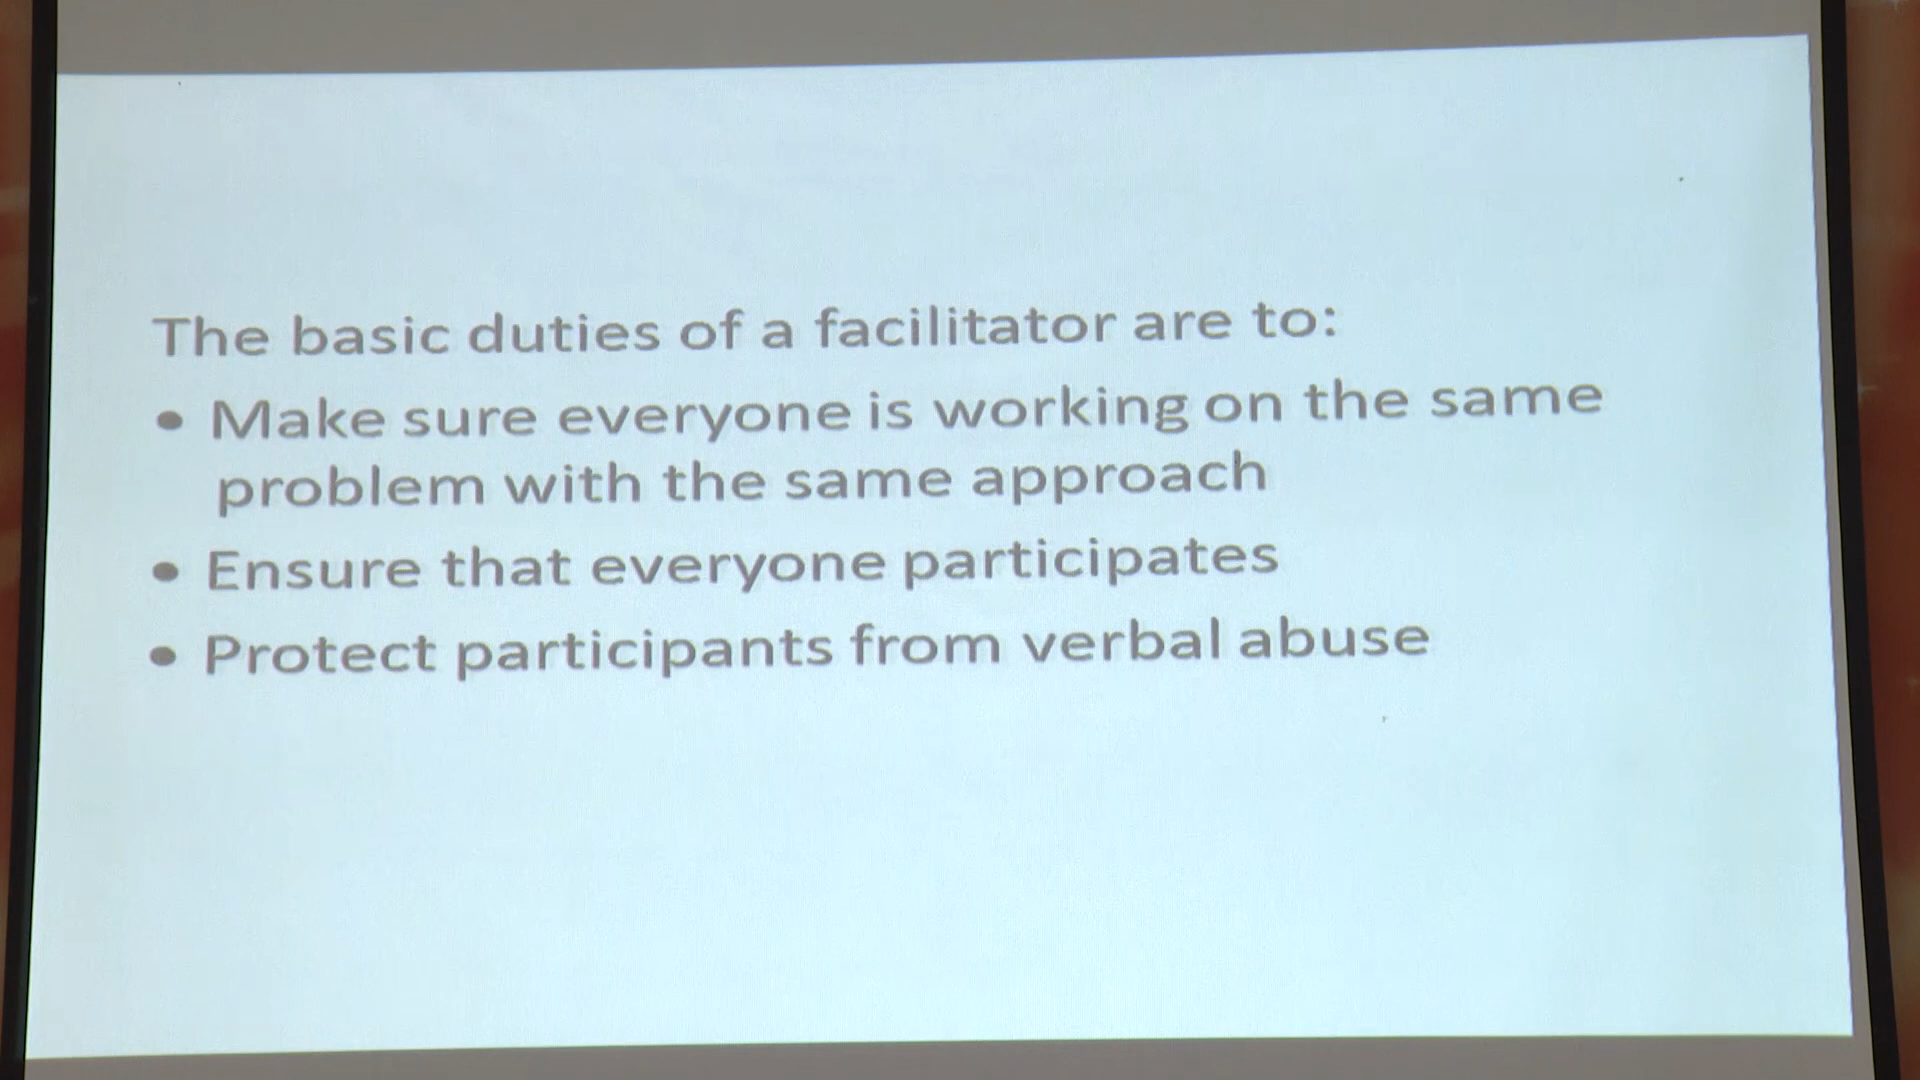 The basic duties of a facilitator are to:
• Make sure everyone is working on the same
problem with the same approach
• Ensure that everyone participates
• Protect participants from verbal abuse